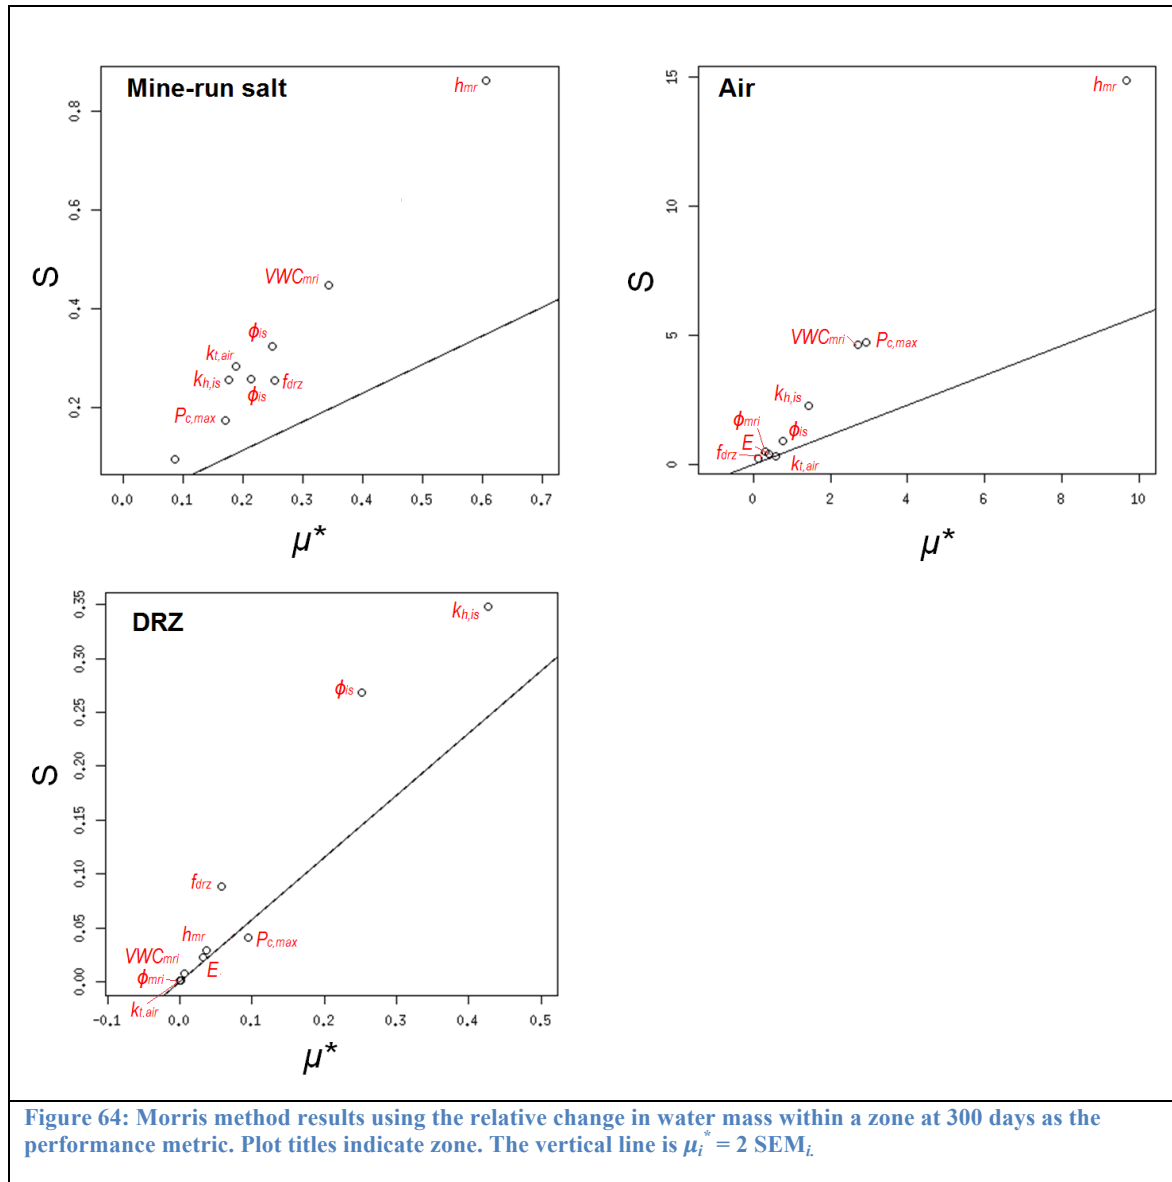 Mine-run salt
hmr
VWCmri
ϕis
kt,air
kh,is
ϕis
fdrz
Pc,max
S
0.2
0.4
0.6
0.8
0.0 0.1 0.2 0.3 0.4 0.5 0.6 0.7
μ*
Air
hmr
VWCmri
Pc,max
kh,is
ϕmri
ϕis
E
fdrz
kt,air
S
0
5
10
15
0 2 4 6 8 10
μ*
DRZ
kh,is
ϕis
fdrz
hmr
Pc,max
VWCmri
E
ϕmri
kt,air
S
0.00
0.05
0.10
0.15
0.20
0.25
0.30
0.35
-0.1 0.0 0.1 0.2 0.3 0.4 0.5
μ*
Figure 64: Morris method results using the relative change in water mass within a zone at 300 days as the
performance metric. Plot titles indicate zone. The vertical line is μi* = 2 SEMi.